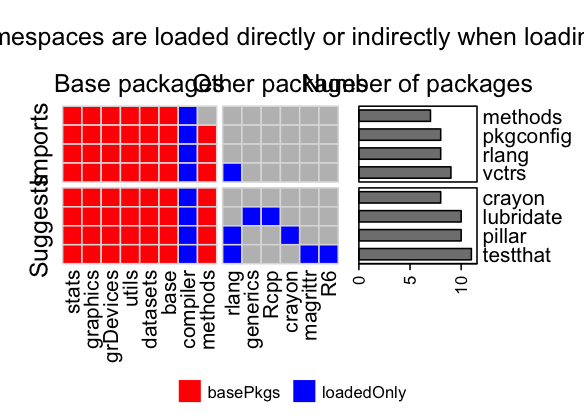 mespaces are loaded directly or indirectly when loadin
Base packages Other packages Number of packages
Imports
Suggests
methods
pkgconfig
rlang
vctrs
crayon
lubridate
pillar
testthat
stats
graphics
grDevices
utils
datasets
base
compiler
methods
rlang
generics
Rcpp
crayon
magrittr
R6
0
5
10
basePkgs
loadedOnly